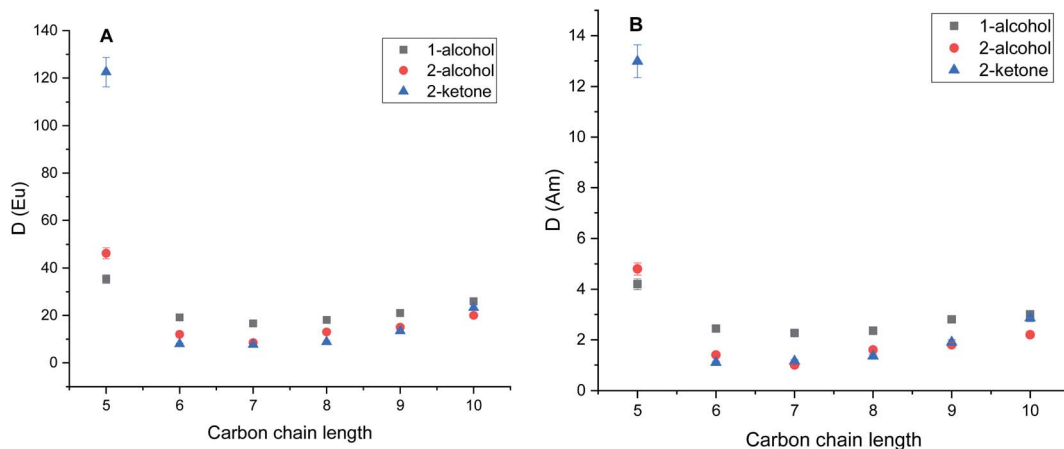 A
1-alcohol
2-alcohol
2-ketone
140
120
100
80
60
40
20
0
D (Eu)
5 6 7 8 9 10
Carbon chain length
B
1-alcohol
2-alcohol
2-ketone
14
12
10
8
6
4
2
0
D (Am)
5 6 7 8 9 10
Carbon chain length